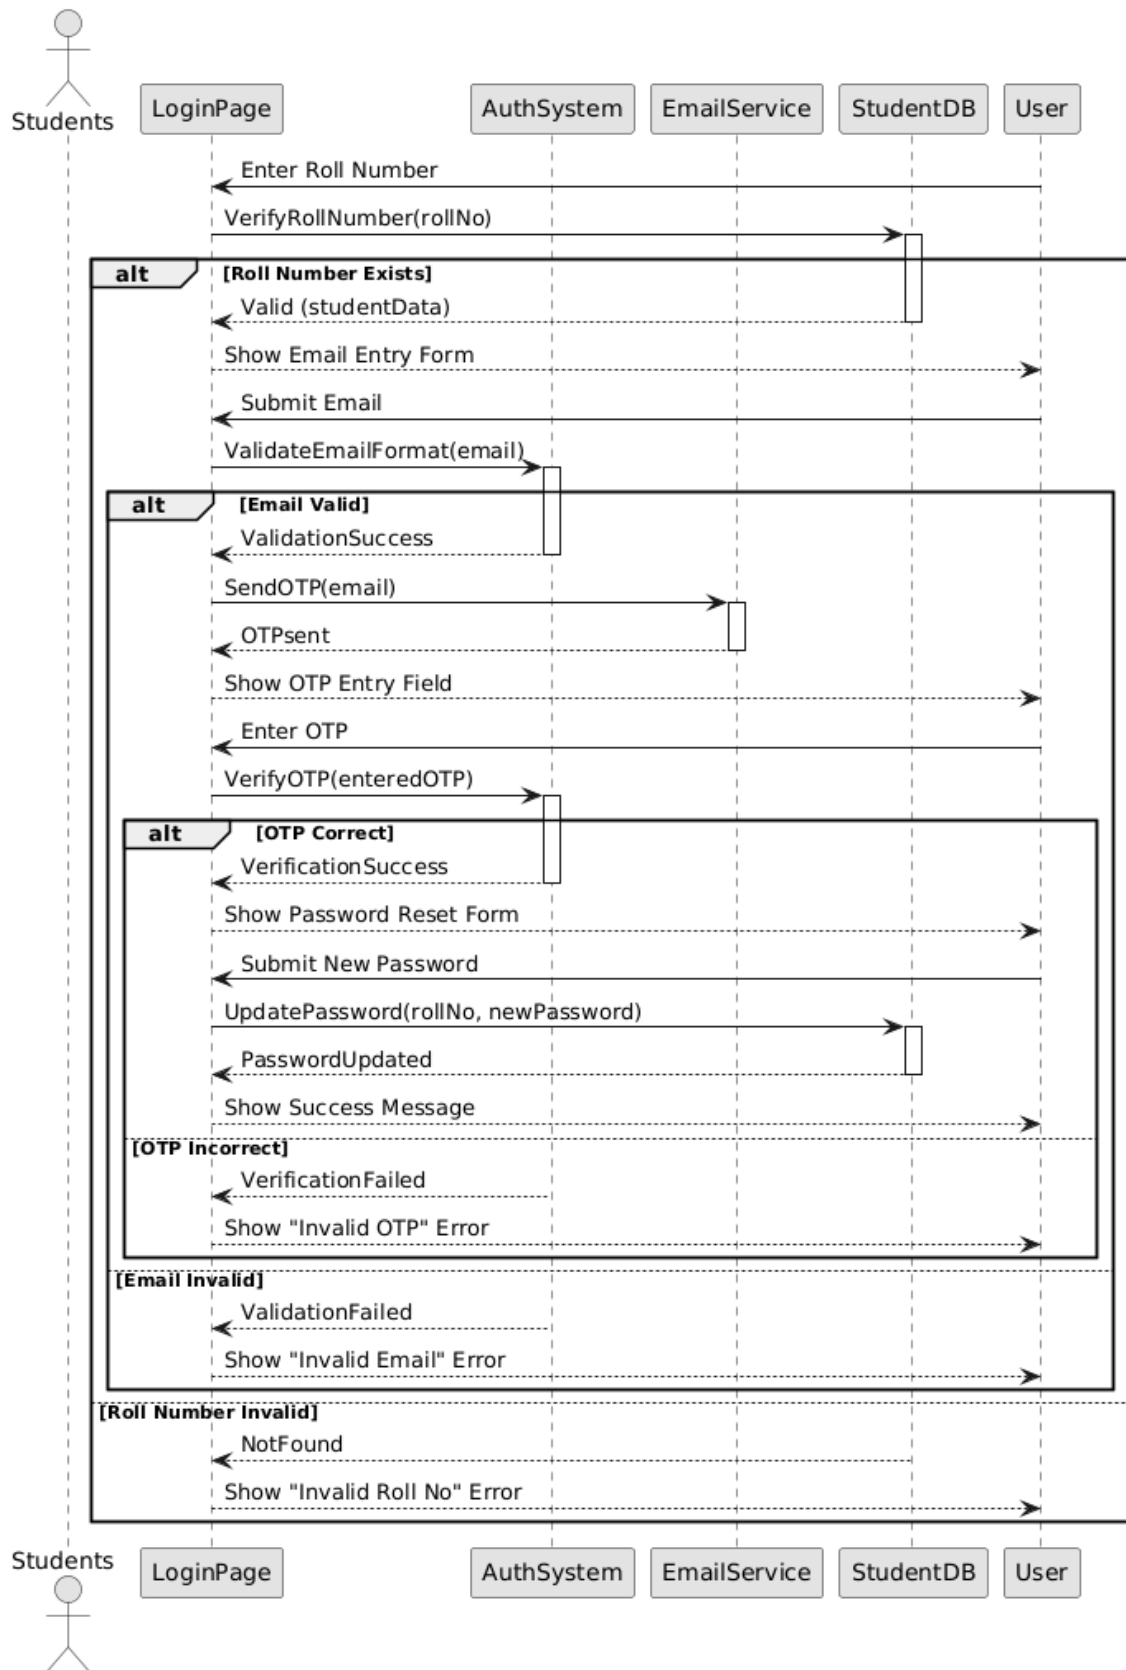 Students
LoginPage
AuthSystem
EmailService
StudentDB
User
Enter Roll Number
VerifyRollNumber(rollNo)
alt
[Roll Number Exists]
Valid (studentData)
Show Email Entry Form
Submit Email
ValidateEmailFormat(email)
alt
[Email Valid]
ValidationSuccess
SendOTP(email)
OTPsent
Show OTP Entry Field
Enter OTP
VerifyOTP(enteredOTP)
alt
[OTP Correct]
VerificationSuccess
Show Password Reset Form
Submit New Password
UpdatePassword(rollNo, newPassword)
PasswordUpdated
Show Success Message
[OTP Incorrect]
VerificationFailed
Show "Invalid OTP" Error
[Email Invalid]
ValidationFailed
Show "Invalid Email" Error
[Roll Number Invalid]
NotFound
Show "Invalid Roll No" Error
Students
LoginPage
AuthSystem
EmailService
StudentDB
User